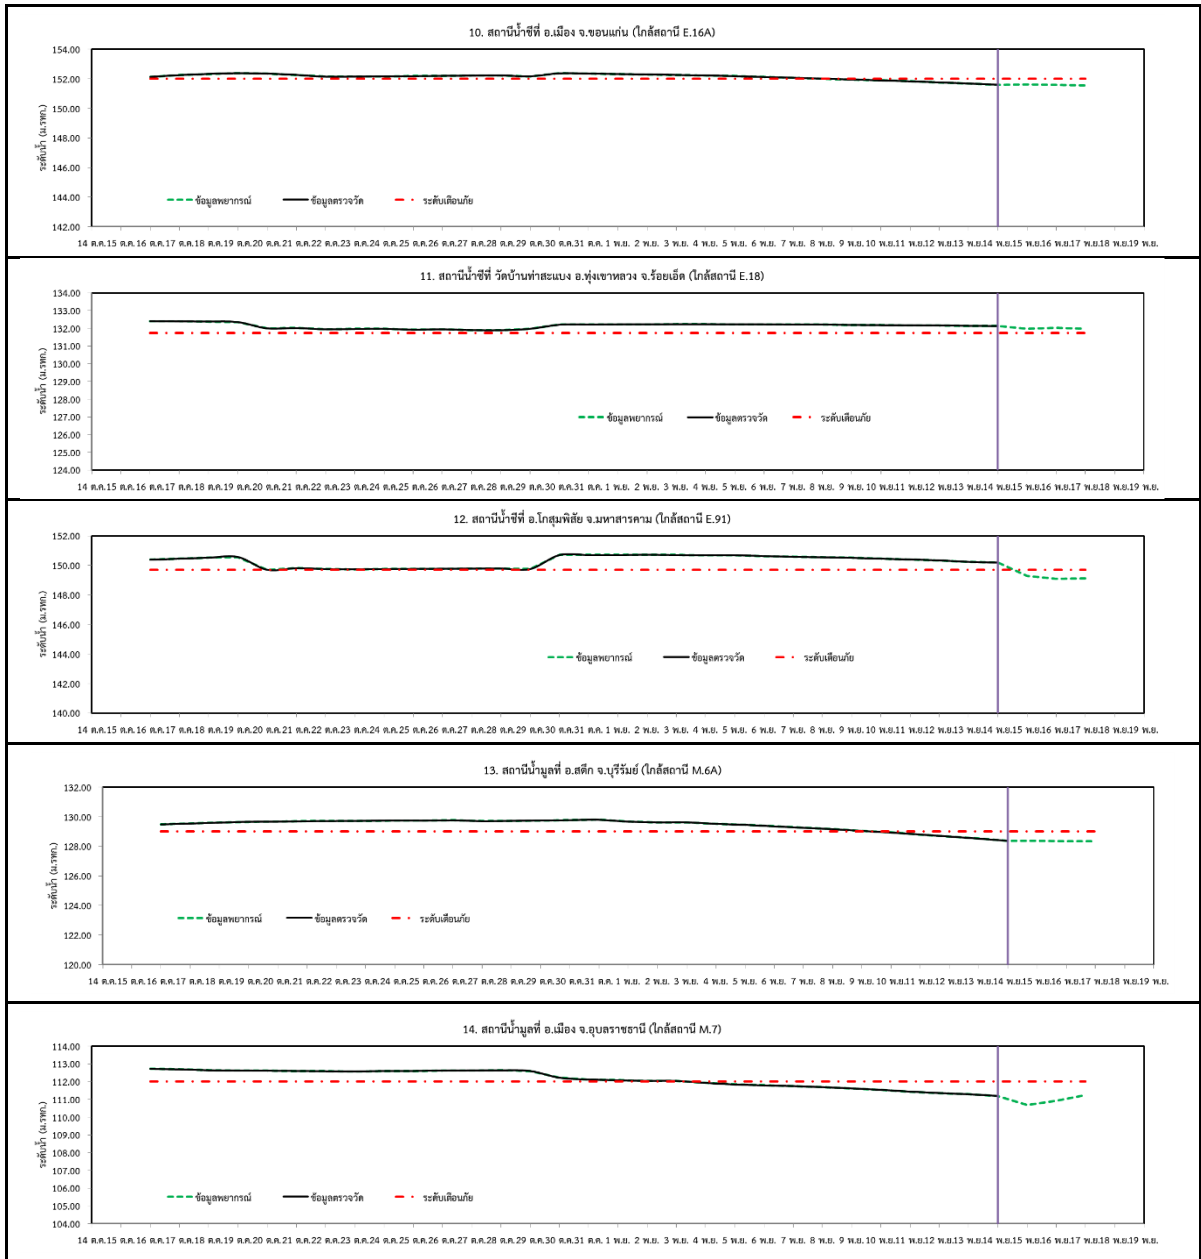 10. สถานีน้ำชีที่ อ.เมือง จ.ขอนแก่น (ใกล้สถานี E.16A)
ระดับน้ำ (ม.รทก.)
154.00
152.00
150.00
148.00
146.00
144.00
142.00
ข้อมูลพยากรณ์ ข้อมูลตรวจวัด ระดับเตือนภัย
14 ต.ค.15 ต.ค.16 ต.ค.17 ต.ค.18 ต.ค.19 ต.ค.20 ต.ค.21 ต.ค.22 ต.ค.23 ต.ค.24 ต.ค.25 ต.ค.26 ต.ค.27 ต.ค.28 ต.ค.29 ต.ค.30 ต.ค.31 ต.ค. 1 พ.ย. 2 พ.ย. 3 พ.ย. 4 พ.ย. 5 พ.ย. 6 พ.ย. 7 พ.ย. 8 พ.ย. 9 พ.ย.10 พ.ย.11 พ.ย.12 พ.ย.13 พ.ย.14 พ.ย.15 พ.ย.16 พ.ย.17 พ.ย.18 พ.ย.19 พ.ย.
11. สถานีน้ำชีที่ วัดบ้านท่าสะแบง อ.ทุ่งเขาหลวง จ.ร้อยเอ็ด (ใกล้สถานี E.18)
ระดับน้ำ (ม.รทก.)
134.00
133.00
132.00
131.00
130.00
129.00
128.00
127.00
126.00
125.00
124.00
ข้อมูลพยากรณ์ ข้อมูลตรวจวัด ระดับเตือนภัย
14 ต.ค.15 ต.ค.16 ต.ค.17 ต.ค.18 ต.ค.19 ต.ค.20 ต.ค.21 ต.ค.22 ต.ค.23 ต.ค.24 ต.ค.25 ต.ค.26 ต.ค.27 ต.ค.28 ต.ค.29 ต.ค.30 ต.ค.31 ต.ค. 1 พ.ย. 2 พ.ย. 3 พ.ย. 4 พ.ย. 5 พ.ย. 6 พ.ย. 7 พ.ย. 8 พ.ย. 9 พ.ย.10 พ.ย.11 พ.ย.12 พ.ย.13 พ.ย.14 พ.ย.15 พ.ย.16 พ.ย.17 พ.ย.18 พ.ย.19 พ.ย.
12. สถานีน้ำชีที่ อ.โกสุมพิสัย จ.มหาสารคาม (ใกล้สถานี E.91)
ระดับน้ำ (ม.รทก.)
152.00
150.00
148.00
146.00
144.00
142.00
140.00
ข้อมูลพยากรณ์ ข้อมูลตรวจวัด ระดับเตือนภัย
14 ต.ค.15 ต.ค.16 ต.ค.17 ต.ค.18 ต.ค.19 ต.ค.20 ต.ค.21 ต.ค.22 ต.ค.23 ต.ค.24 ต.ค.25 ต.ค.26 ต.ค.27 ต.ค.28 ต.ค.29 ต.ค.30 ต.ค.31 ต.ค. 1 พ.ย. 2 พ.ย. 3 พ.ย. 4 พ.ย. 5 พ.ย. 6 พ.ย. 7 พ.ย. 8 พ.ย. 9 พ.ย.10 พ.ย.11 พ.ย.12 พ.ย.13 พ.ย.14 พ.ย.15 พ.ย.16 พ.ย.17 พ.ย.18 พ.ย.19 พ.ย.
13. สถานีน้ำมูลที่ อ.สตึก จ.บุรีรัมย์ (ใกล้สถานี M.6A)
ระดับน้ำ (ม.รทก.)
132.00
130.00
128.00
126.00
124.00
122.00
120.00
ข้อมูลพยากรณ์ ข้อมูลตรวจวัด ระดับเตือนภัย
14 ต.ค.15 ต.ค.16 ต.ค.17 ต.ค.18 ต.ค.19 ต.ค.20 ต.ค.21 ต.ค.22 ต.ค.23 ต.ค.24 ต.ค.25 ต.ค.26 ต.ค.27 ต.ค.28 ต.ค.29 ต.ค.30 ต.ค.31 ต.ค. 1 พ.ย. 2 พ.ย. 3 พ.ย. 4 พ.ย. 5 พ.ย. 6 พ.ย. 7 พ.ย. 8 พ.ย. 9 พ.ย.10 พ.ย.11 พ.ย.12 พ.ย.13 พ.ย.14 พ.ย.15 พ.ย.16 พ.ย.17 พ.ย.18 พ.ย.19 พ.ย.
14. สถานีน้ำมูลที่ อ.เมือง จ.อุบลราชธานี (ใกล้สถานี M.7)
ระดับน้ำ (ม.รทก.)
114.00
113.00
112.00
111.00
110.00
109.00
108.00
107.00
106.00
105.00
104.00
ข้อมูลพยากรณ์ ข้อมูลตรวจวัด ระดับเตือนภัย
14 ต.ค.15 ต.ค.16 ต.ค.17 ต.ค.18 ต.ค.19 ต.ค.20 ต.ค.21 ต.ค.22 ต.ค.23 ต.ค.24 ต.ค.25 ต.ค.26 ต.ค.27 ต.ค.28 ต.ค.29 ต.ค.30 ต.ค.31 ต.ค. 1 พ.ย. 2 พ.ย. 3 พ.ย. 4 พ.ย. 5 พ.ย. 6 พ.ย. 7 พ.ย. 8 พ.ย. 9 พ.ย.10 พ.ย.11 พ.ย.12 พ.ย.13 พ.ย.14 พ.ย.15 พ.ย.16 พ.ย.17 พ.ย.18 พ.ย.19 พ.ย.